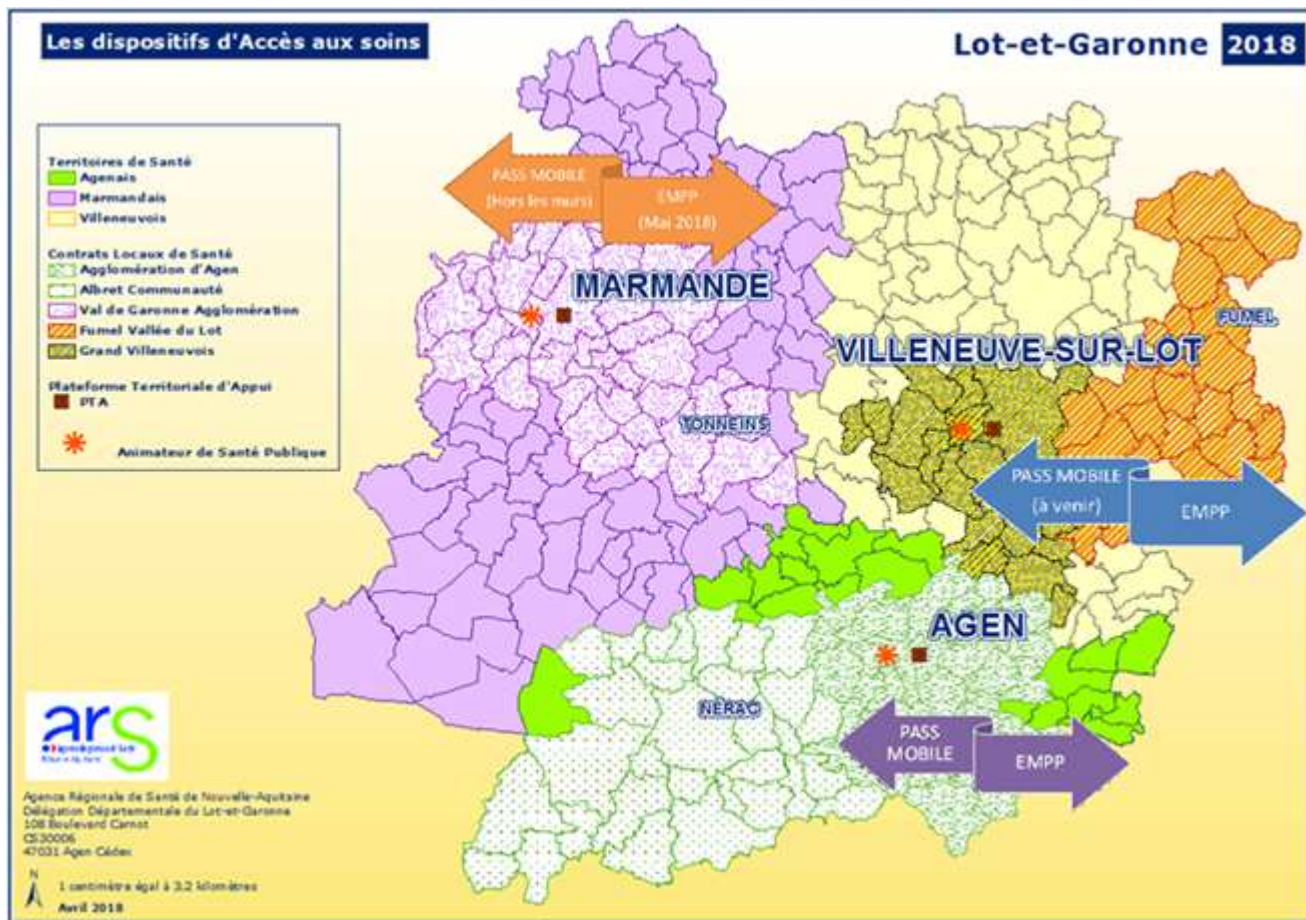 Les dispositifs d'Accès aux soins
Lot-et-Garonne 2018
Territoires de Santé
Agenais
Marmandais
Villeneuvois
Contrats Locaux de Santé
Agglomération d'Agen
Albret Communauté
Val de Garonne Agglomération
Fumel Vallée du Lot
Grand Villeneuvois
Plateforme Territoriale d'Appui
PTA
Animateur de Santé Publique
PASS MOBILE
(Hors les murs)
EMPP
(Mai 2018)
MARMANDE
FUMEL
VILLENEUVE-SUR-LOT
TONNEINS
PASS MOBILE
(à venir)
EMPP
AGEN
NÉRAC
PASS
MOBILE
EMPP
ars
Agence Régionale de Santé de Nouvelle-Aquitaine
Délégation Départementale du Lot-et-Garonne
108 Boulevard Carnot
CS30006
47031 Agen Cédex
N
1 centimètre égal à 3,2 kilomètres
Avril 2018